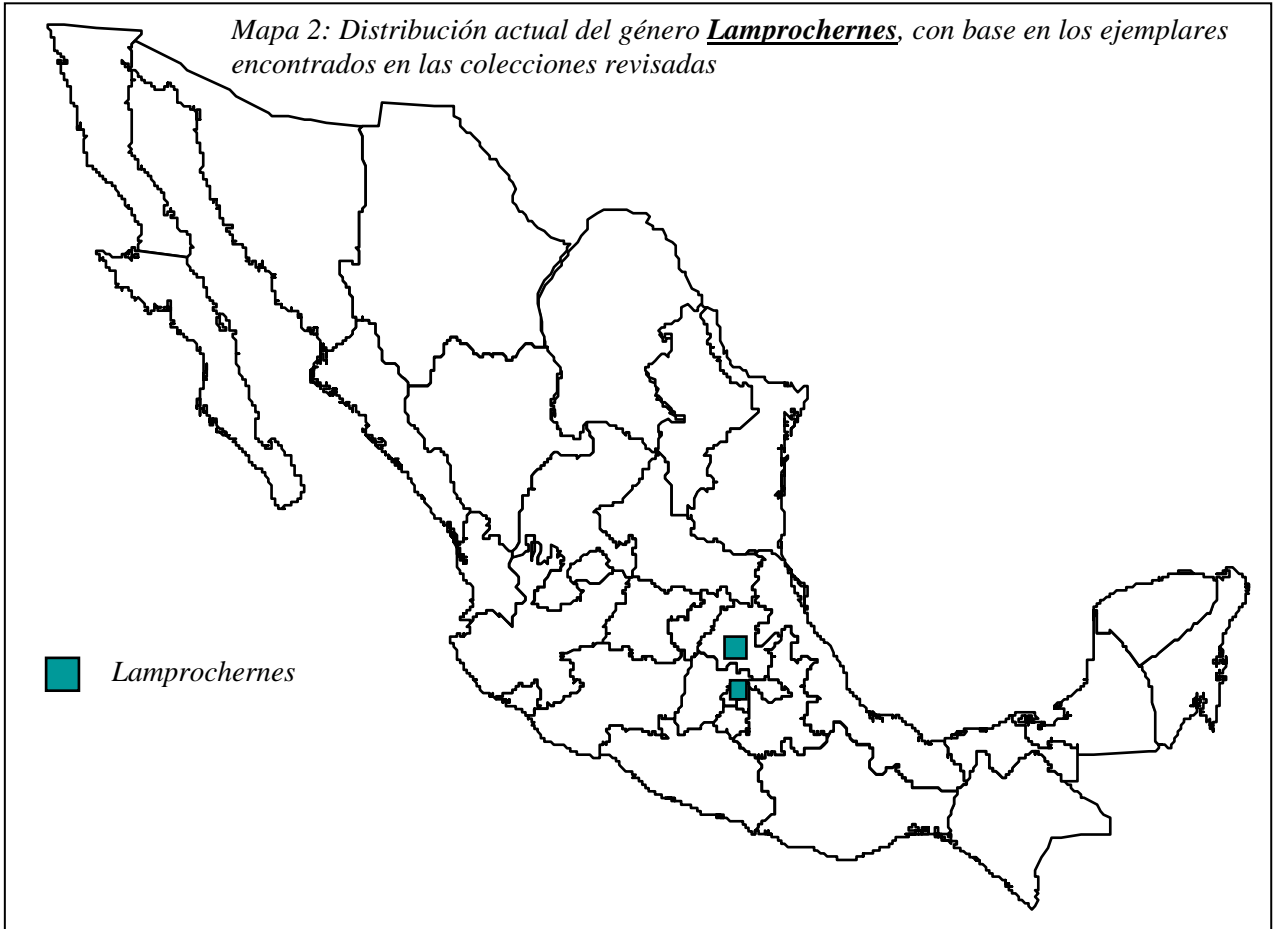 Mapa 2: Distribución actual del género Lamprochernes, con base en los ejemplares
encontrados en las colecciones revisadas
Lamprochernes